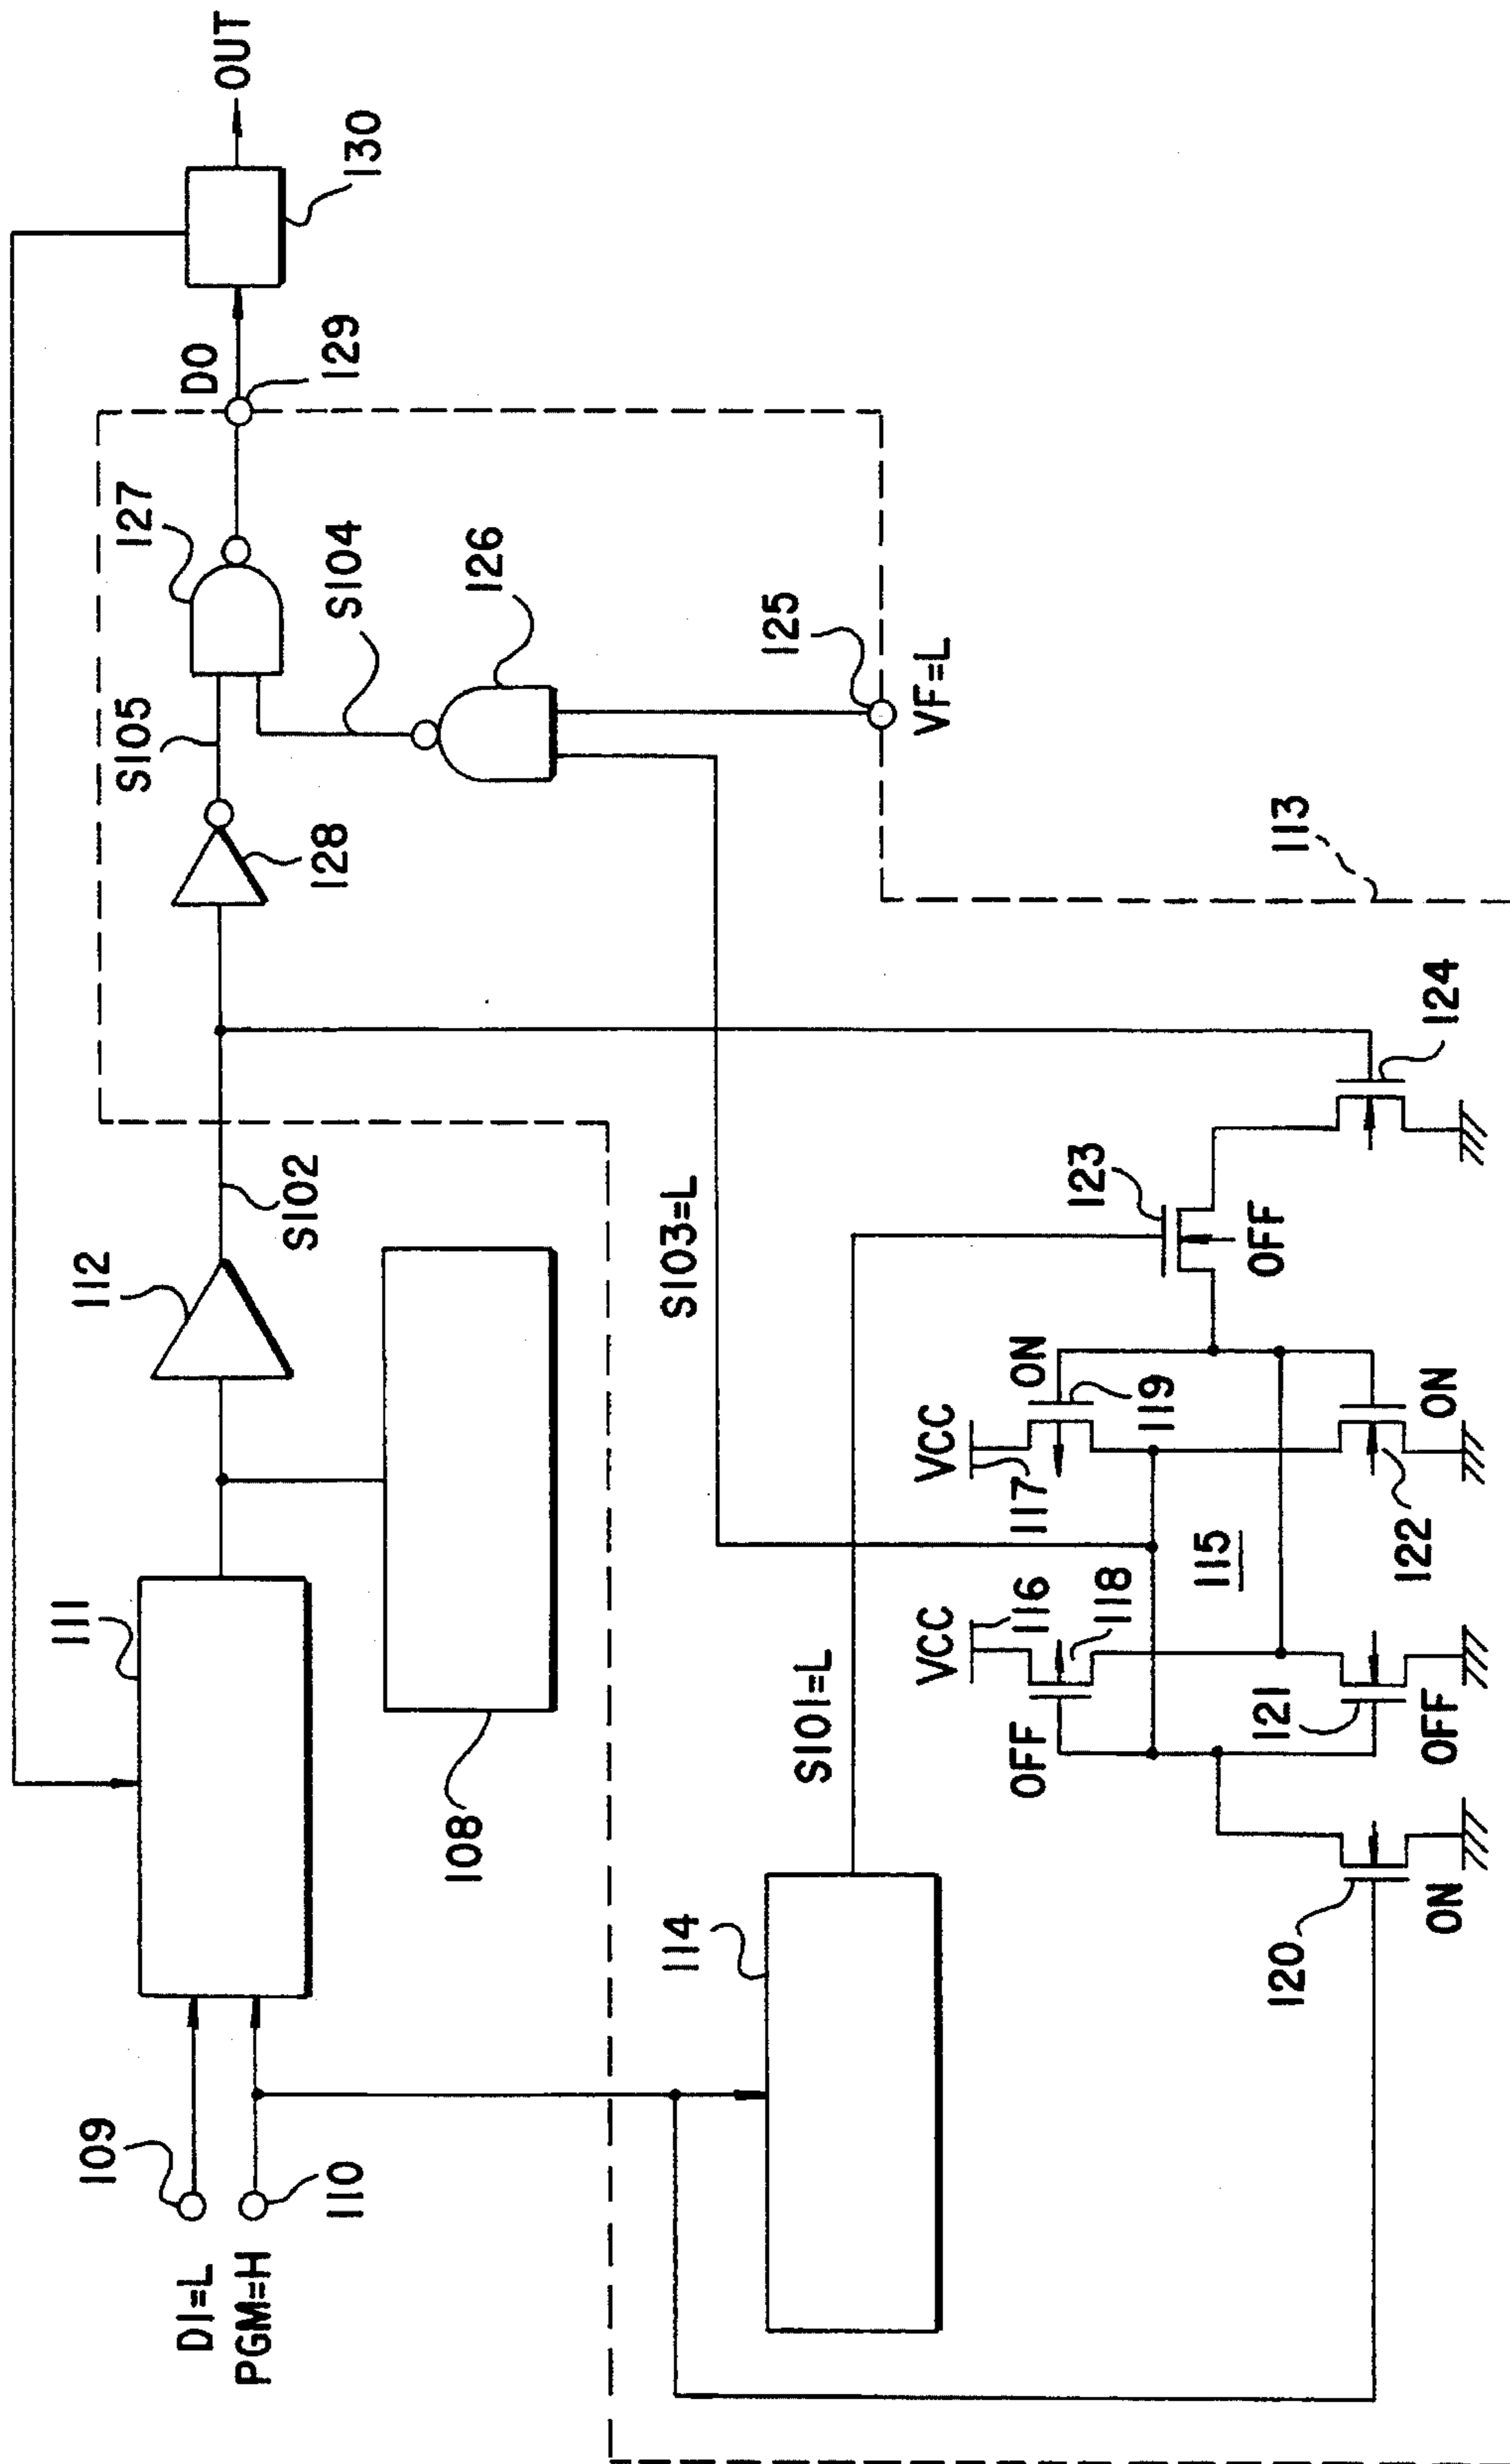 DI=L
109
PGM=H
110
111
108
112
S102
128
S105
127
S104
126
DO
129
130
OUT
125
VF=L
113
114
S101=L
S103=L
VCC
116
118
OFF
VCC
117
119
ON
115
120
ON
121
OFF
122
ON
123
OFF
124